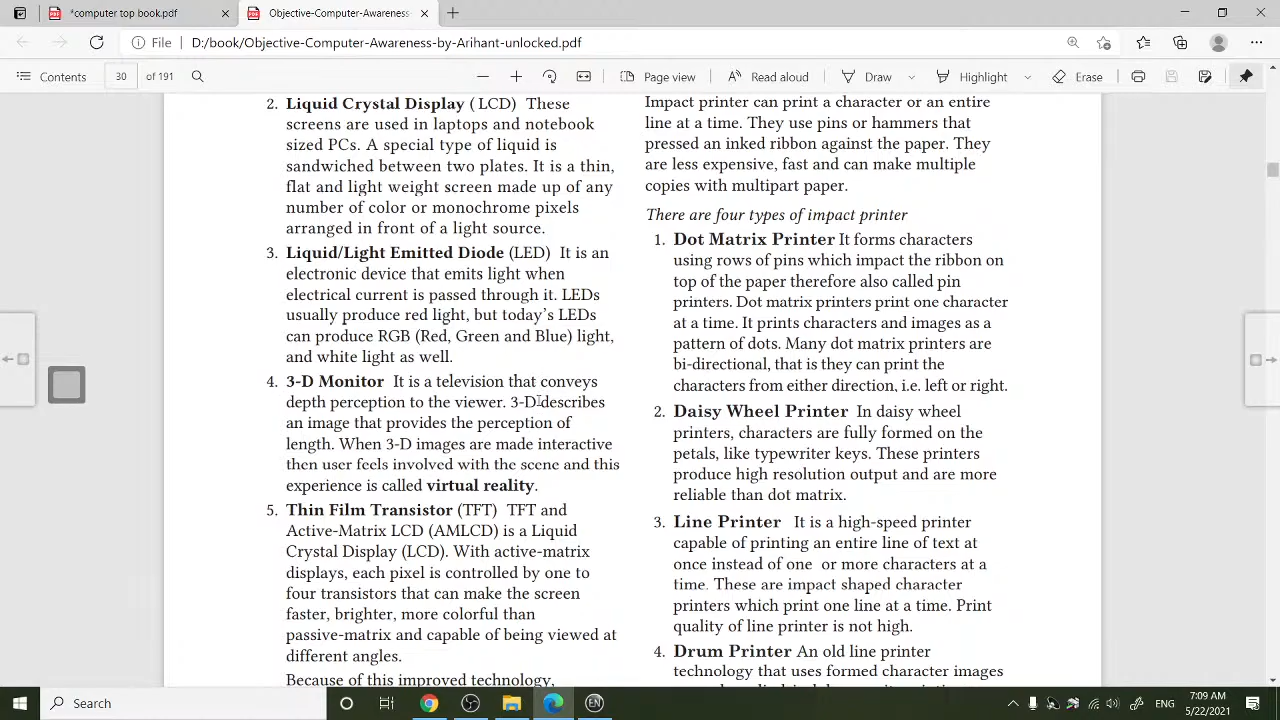 *computer top book.pdf
Objective-Computer-Awareness-
File
D:/book/Objective-Computer-Awareness-by-Arihant-unlocked.pdf
Contents
30
of 191
Page view
Read aloud
Draw
Highlight
Erase
2. Liquid Crystal Display (LCD) These
screens are used in laptops and notebook
sized PCs. A special type of liquid is
sandwiched between two plates. It is a thin,
flat and light weight screen made up of any
number of color or monochrome pixels
arranged in front of a light source.
3. Liquid/Light Emitted Diode (LED) It is an
electronic device that emits light when
electrical current is passed through it. LEDs
usually produce red light, but today's LEDs
can produce RGB (Red, Green and Blue) light,
and white light as well.
4. 3-D Monitor It is a television that conveys
depth perception to the viewer. 3-D describes
an image that provides the perception of
length. When 3-D images are made interactive
then user feels involved with the scene and this
experience is called virtual reality.
5. Thin Film Transistor (TFT) TFT and
Active-Matrix LCD (AMLCD) is a Liquid
Crystal Display (LCD). With active-matrix
displays, each pixel is controlled by one to
four transistors that can make the screen
faster, brighter, more colorful than
passive-matrix and capable of being viewed at
different angles.
Because of this improved technology,
Impact printer can print a character or an entire
line at a time. They use pins or hammers that
pressed an inked ribbon against the paper. They
are less expensive, fast and can make multiple
copies with multipart paper.
There are four types of impact printer
1. Dot Matrix Printer It forms characters
using rows of pins which impact the ribbon on
top of the paper therefore also called pin
printers. Dot matrix printers print one character
at a time. It prints characters and images as a
pattern of dots. Many dot matrix printers are
bi-directional, that is they can print the
characters from either direction, i.e. left or right.
2. Daisy Wheel Printer In daisy wheel
printers, characters are fully formed on the
petals, like typewriter keys. These printers
produce high resolution output and are more
reliable than dot matrix.
3. Line Printer It is a high-speed printer
capable of printing an entire line of text at
once instead of one or more characters at a
time. These are impact shaped character
printers which print one line at a time. Print
quality of line printer is not high.
4. Drum Printer An old line printer
technology that uses formed character images
Search
EN
ENG
7:09 AM
5/22/2021